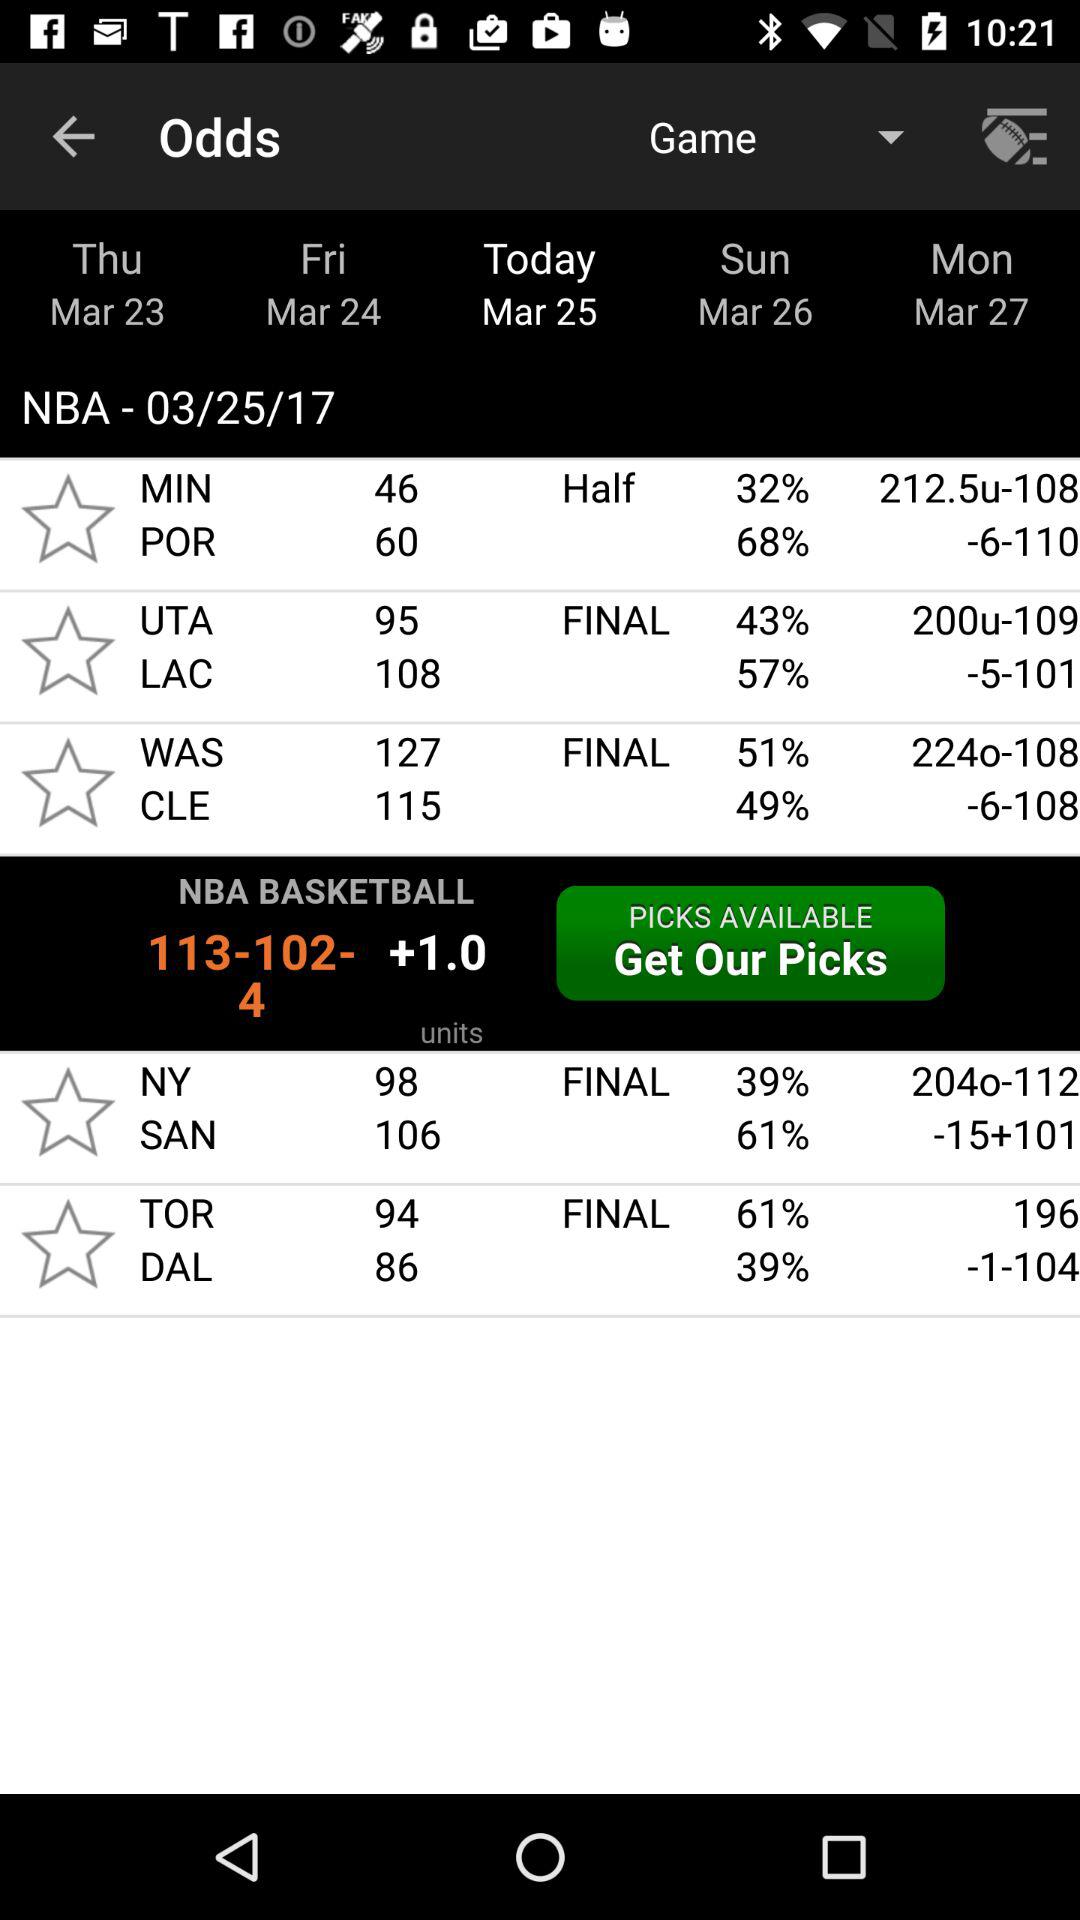 FAKE
10:21
Odds Game
Thu Fri Today Sun Mon
Mar 23 Mar 24 Mar 25 Mar 26 Mar 27
NBA - 03/25/17
MIN 46 Half 32% 212.5u-108
POR 60 68% -6-110
UTA 95 FINAL 43% 200u-109
LAC 108 57% -5-101
WAS 127 FINAL 51% 224o-108
CLE 115 49% -6-108
NBA BASKETBALL
113-102-4 +1.0
units
PICKS AVAILABLE
Get Our Picks
NY 98 FINAL 39% 204o-112
SAN 106 61% -15+101
TOR 94 FINAL 61% 196
DAL 86 39% -1-104